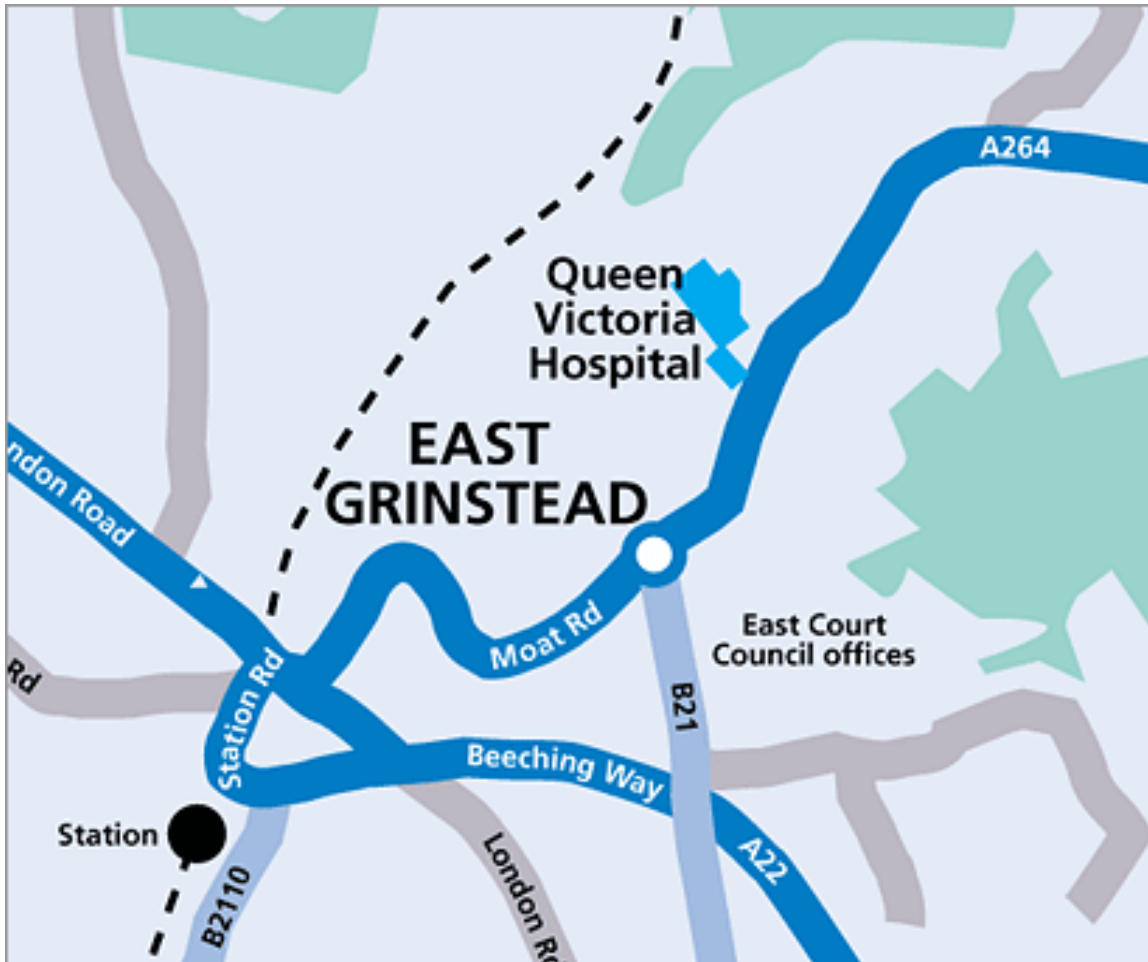 A264
Queen
Victoria
Hospital
EAST
GRINSTEAD
ndon Road
Moat Rd
East Court
Council offices
Rd
Station Rd
B21
Beeching Way
Station
A22
B2110
London Rd